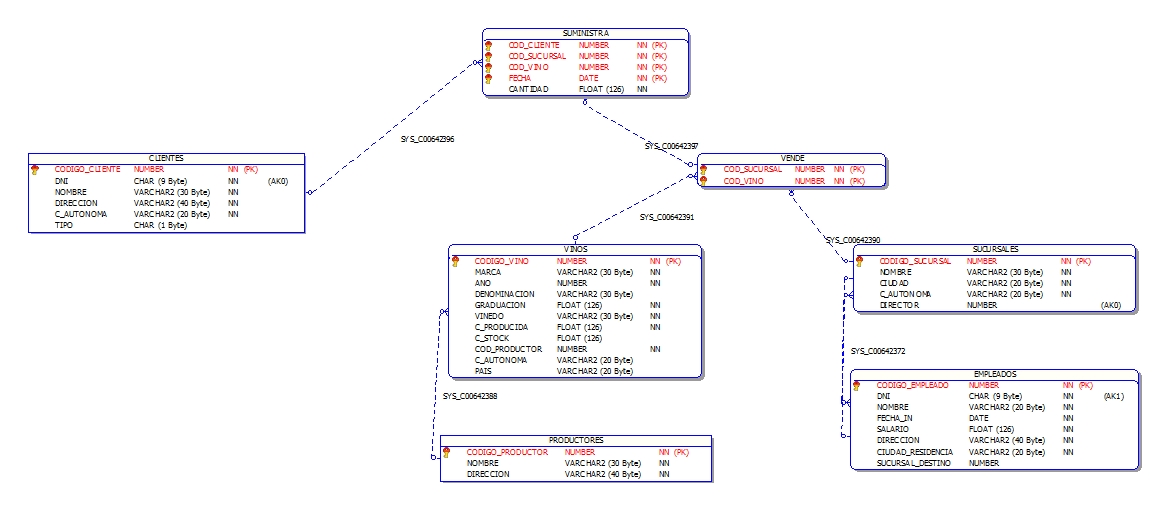 SUMINISTRA
COD_CLIENTE NUMBER NN (PK)
COD_SUCURSAL NUMBER NN (PK)
COD_VINO NUMBER NN (PK)
FECHA DATE NN (PK)
CANTIDAD FLOAT (126) NN
SYS_C00642396
SYS_C00642397
CLIENTES
CODIGO_CLIENTE NUMBER NN (PK)
DNI CHAR (9 Byte) NN (AK0)
NOMBRE VARCHAR2 (30 Byte) NN
DIRECCION VARCHAR2 (40 Byte) NN
C_AUTONOMA VARCHAR2 (20 Byte) NN
TIPO CHAR (1 Byte)
VENDE
COD_SUCURSAL NUMBER NN (PK)
COD_VINO NUMBER NN (PK)
SYS_C00642391
SYS_C00642390
VINOS
CODIGO_VINO NUMBER NN (PK)
MARCA VARCHAR2 (30 Byte) NN
ANO NUMBER NN
DENOMINACION VARCHAR2 (30 Byte)
GRADUACION FLOAT (126) NN
VINEDO VARCHAR2 (30 Byte) NN
C_PRODUCIDA FLOAT (126) NN
C_STOCK FLOAT (126)
COD_PRODUCTOR NUMBER NN
C_AUTONOMA VARCHAR2 (20 Byte)
PAIS VARCHAR2 (20 Byte)
SUCURSALES
CODIGO_SUCURSAL NUMBER NN (PK)
NOMBRE VARCHAR2 (30 Byte) NN
CIUDAD VARCHAR2 (20 Byte) NN
C_AUTONOMA VARCHAR2 (20 Byte) NN
DIRECTOR NUMBER (AK0)
SYS_C00642372
SYS_C00642388
EMPLEADOS
CODIGO_EMPLEADO NUMBER NN (PK)
DNI CHAR (9 Byte) NN (AK1)
NOMBRE VARCHAR2 (20 Byte) NN
FECHA_IN DATE NN
SALARIO FLOAT (126) NN
DIRECCION VARCHAR2 (40 Byte) NN
CIUDAD_RESIDENCIA VARCHAR2 (20 Byte) NN
SUCURSAL_DESTINO NUMBER
PRODUCTORES
CODIGO_PRODUCTOR NUMBER NN (PK)
NOMBRE VARCHAR2 (30 Byte) NN
DIRECCION VARCHAR2 (40 Byte) NN